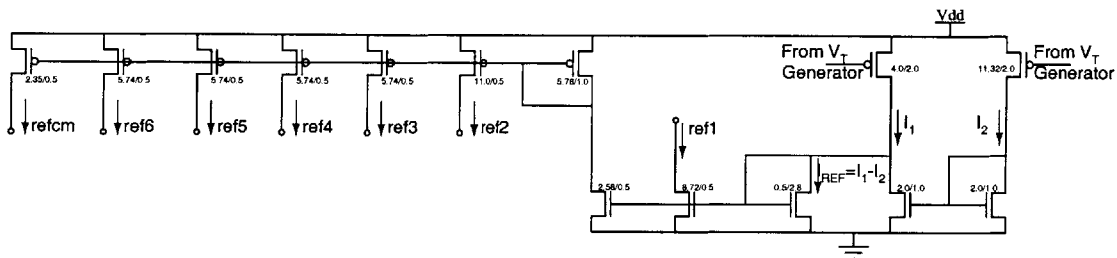 Vdd
From V_T
Generator
From V_T
Generator
2.35/0.5
5.74/0.5
5.74/0.5
5.74/0.5
5.74/0.5
11.0/0.5
5.78/1.0
4.0/2.0
11.32/2.0
refcm
ref6
ref5
ref4
ref3
ref2
ref1
I_1
I_2
I_REF=I_1-I_2
2.58/0.5
8.72/0.5
0.5/2.8
2.0/1.0
2.0/1.0